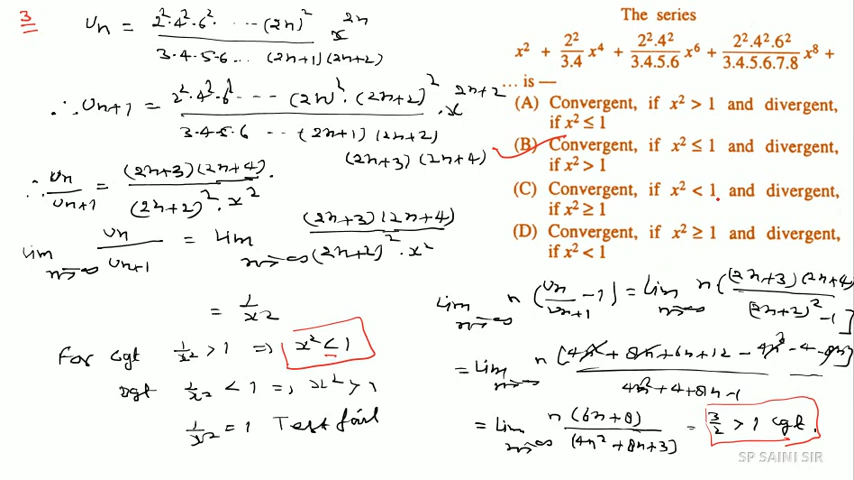 3
Uₙ = 2²·4²·6²· ··· (2n)² x²ⁿ / 3·4·5·6... (2n+1)(2n+2)
∴ Uₙ₊₁ = 2²·4²·6² --- (2n)²·(2n+2)² · x²ⁿ⁺² / 3·4·5·6 ·· (2n+1)(2n+2)
(2n+3)(2n+4)
∴ Uₙ/Uₙ₊₁ = (2n+3)(2n+4) / (2n+2)²·x² .
Lim n→∞ Uₙ/Uₙ₊₁ = Lim n→∞ (2n+3)(2n+4) / (2n+2)²·x²
= 1/x²
For cgt 1/x² > 1 ⇒ x² < 1
dgt 1/x² < 1 ⇒ x² > 1
1/x² = 1 Test fail
The series
x² + 2²/3.4 x⁴ + 2².4²/3.4.5.6 x⁶ + 2².4².6²/3.4.5.6.7.8 x⁸ +
... is —
(A) Convergent, if x² > 1 and divergent,
if x² ≤ 1
(B) Convergent, if x² ≤ 1 and divergent,
if x² > 1
(C) Convergent, if x² < 1 and divergent,
if x² ≥ 1
(D) Convergent, if x² ≥ 1 and divergent,
if x² < 1
Lim n→∞ n(Uₙ/Uₙ₊₁ - 1) = Lim n→∞ n{(2n+3)(2n+4) / (2n+2)² - 1]
= Lim n→∞ n[4n² + 8n + 6n + 12 - 4n² - 4 - 8n] / 4n² + 4 + 8n - 1
= Lim n→∞ n(6n+8) / (4n² + 8n + 3] = 3/2 > 1 cgt.
SP SAINI SIR